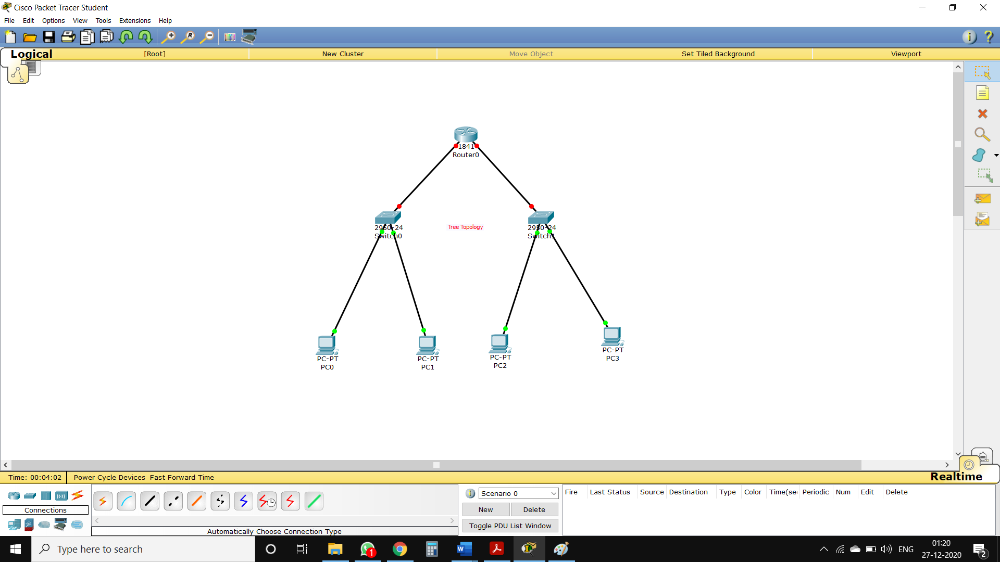 Cisco Packet Tracer Student
File Edit Options View Tools Extensions Help
Logical [Root] New Cluster Move Object Set Tiled Background Viewport
1841
Router0
2950-24
Switch0
Tree Topology
2950-24
Switch1
PC-PT
PC0
PC-PT
PC1
PC-PT
PC2
PC-PT
PC3
Time: 00:04:02 Power Cycle Devices Fast Forward Time
Realtime
Connections
Automatically Choose Connection Type
Scenario 0
New Delete
Toggle PDU List Window
Fire Last Status Source Destination Type Color Time(se Periodic Num Edit Delete
Type here to search
1
ENG
01:20
27-12-2020
2